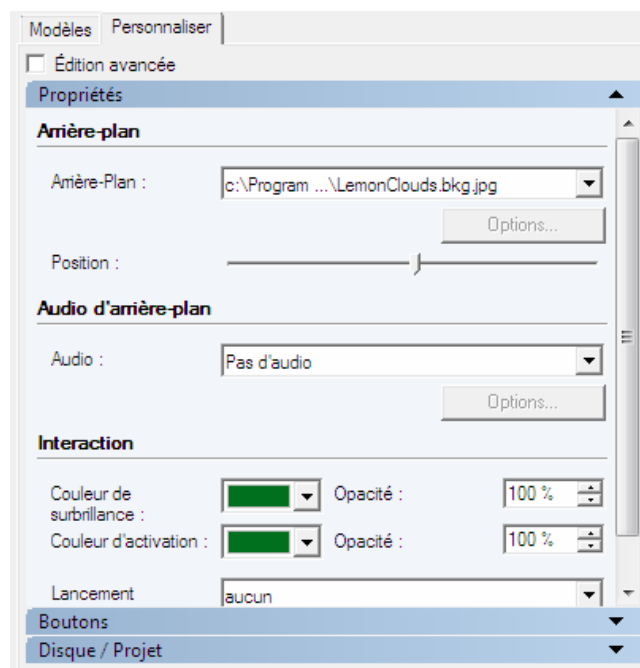 Modèles Personnaliser
Édition avancée
Propriétés
Arrière-plan
Arrière-Plan : c:\Program ...\LemonClouds.bkg.jpg
Options...
Position :
Audio d'arrière-plan
Audio : Pas d'audio
Options...
Interaction
Couleur de surbrillance : Opacité : 100 %
Couleur d'activation : Opacité : 100 %
Lancement aucun
Boutons
Disque / Projet